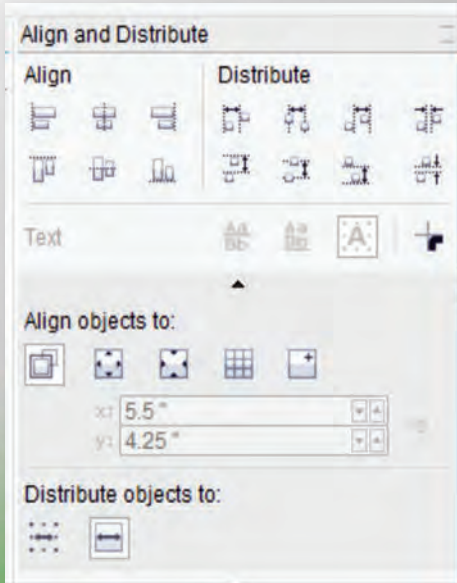 Align and Distribute
Align
Distribute
Text
Align objects to:
x: 5.5 "
y: 4.25 "
Distribute objects to: